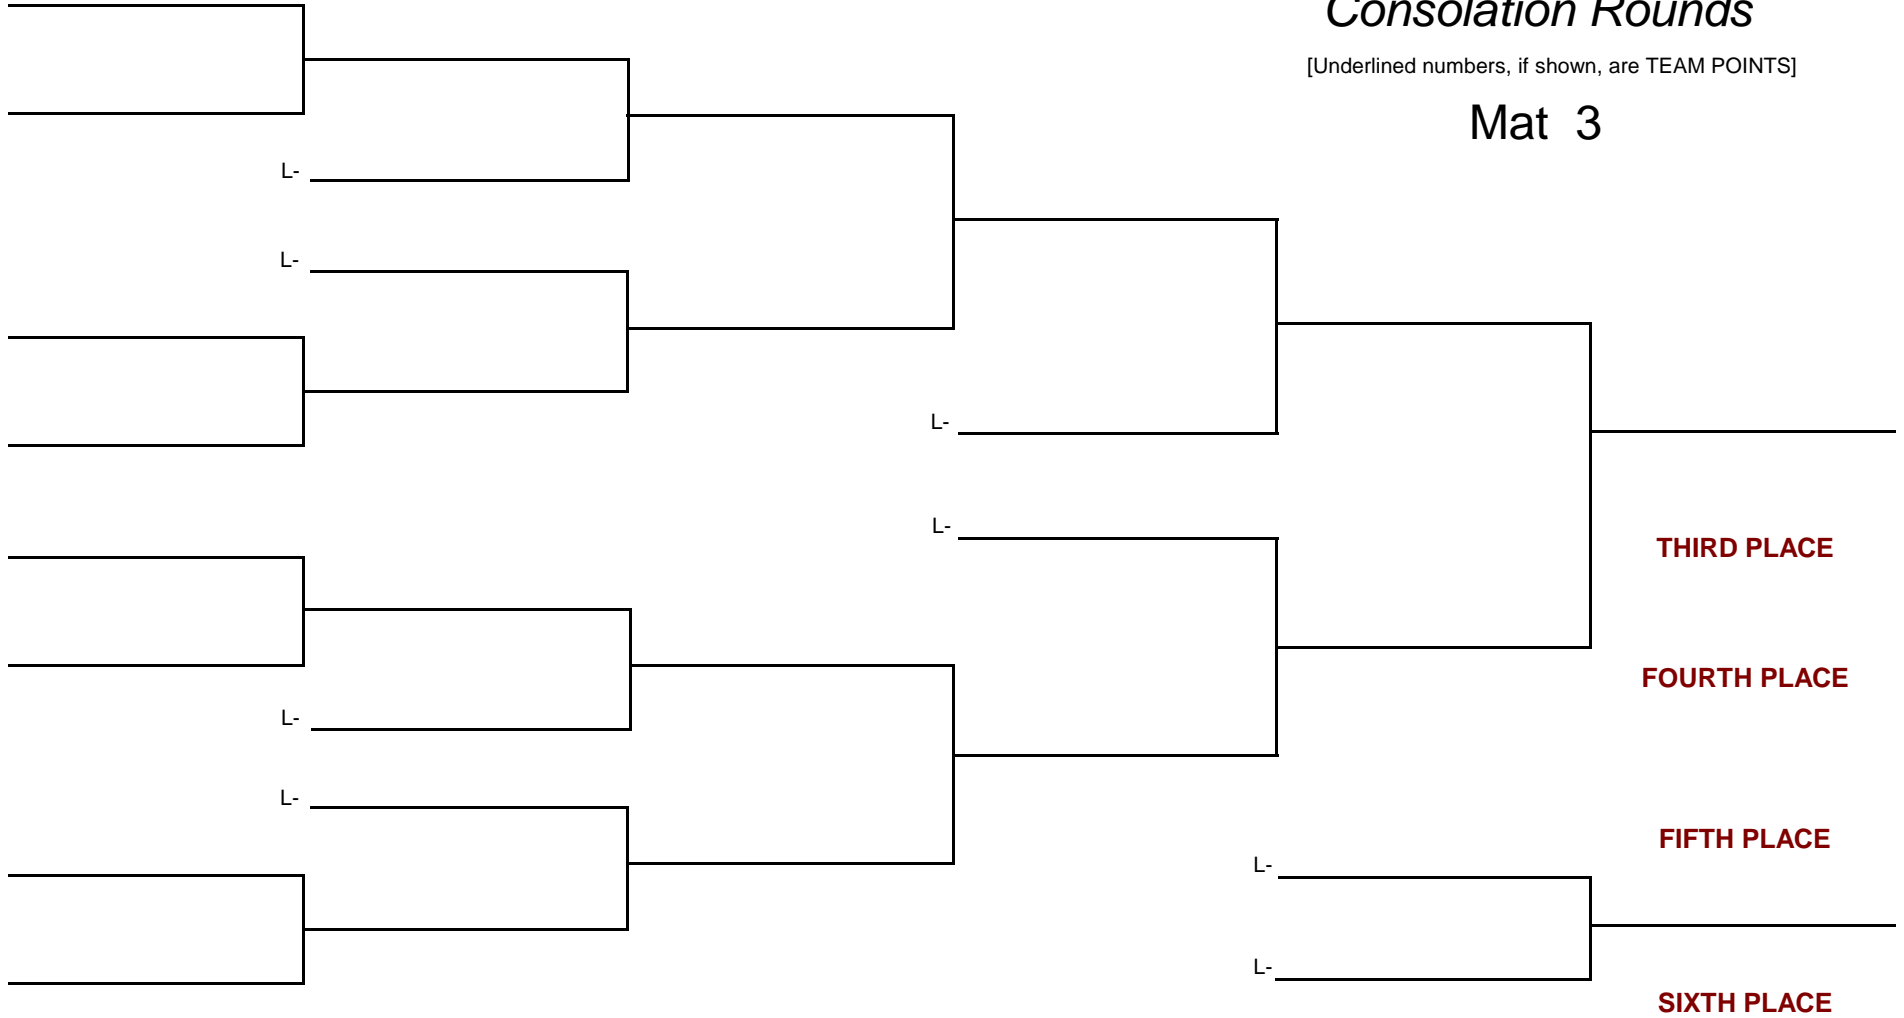 Consolation Rounds
[Underlined numbers, if shown, are TEAM POINTS]
Mat 3
L-
L-
L-
L-
THIRD PLACE
FOURTH PLACE
L-
L-
FIFTH PLACE
L-
L-
SIXTH PLACE